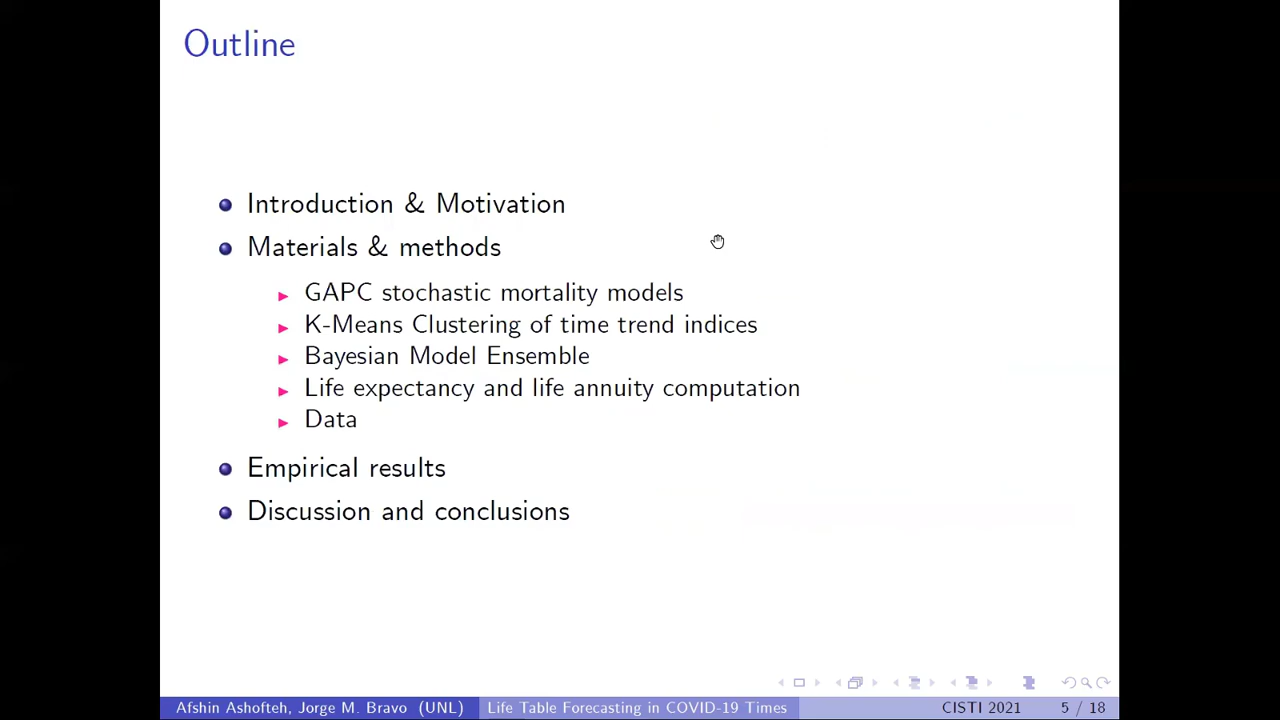 Outline
Introduction & Motivation
Materials & methods
GAPC stochastic mortality models
K-Means Clustering of time trend indices
Bayesian Model Ensemble
Life expectancy and life annuity computation
Data
Empirical results
Discussion and conclusions
Afshin Ashofteh, Jorge M. Bravo (UNL) Life Table Forecasting in COVID-19 Times CISTI 2021 5 / 18